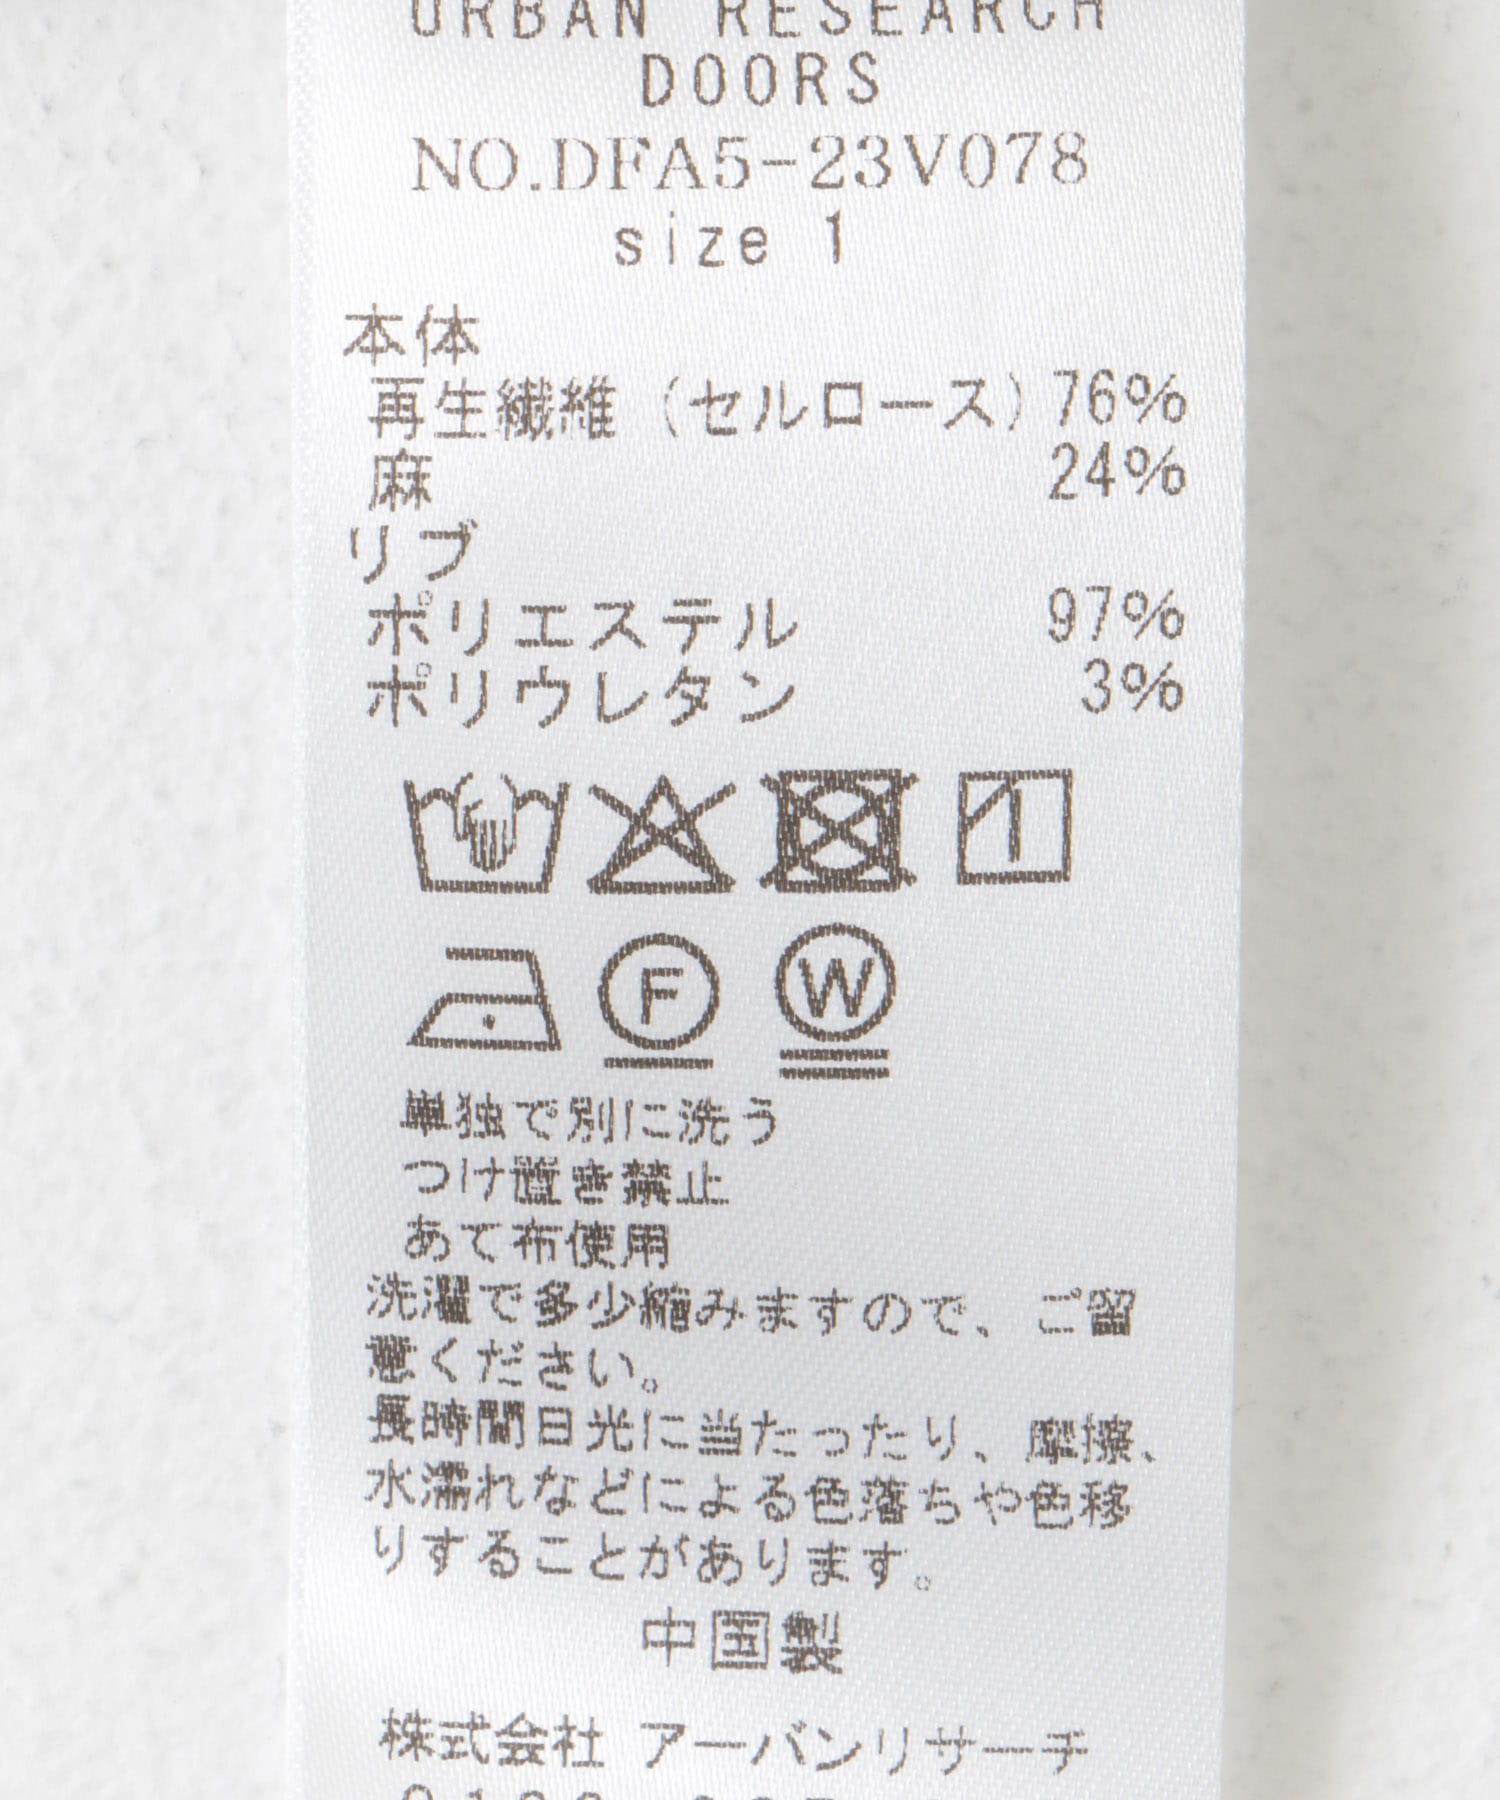 URBAN RESEARCH
DOORS
NO.DFA5-23V078
size 1
本体
再生繊維(セルロース)76%
麻 24%
リブ
ポリエステル 97%
ポリウレタン 3%
F W
単独で別に洗う
つけ置き禁止
あて布使用
洗濯で多少縮みますので、ご留
意ください。
長時間日光に当たったり、摩擦、
水濡れなどによる色落ちや色移
りすることがあります。
中国製
株式会社 アーバンリサーチ